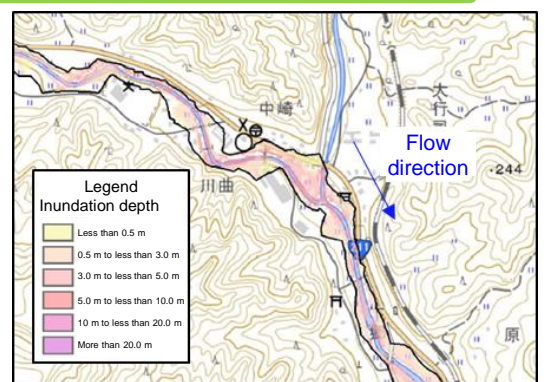 中崎
川曲
太行司
Flow
direction
・244
原
Legend
Inundation depth
Less than 0.5 m
0.5 m to less than 3.0 m
3.0 m to less than 5.0 m
5.0 m to less than 10.0 m
10 m to less than 20.0 m
More than 20.0 m